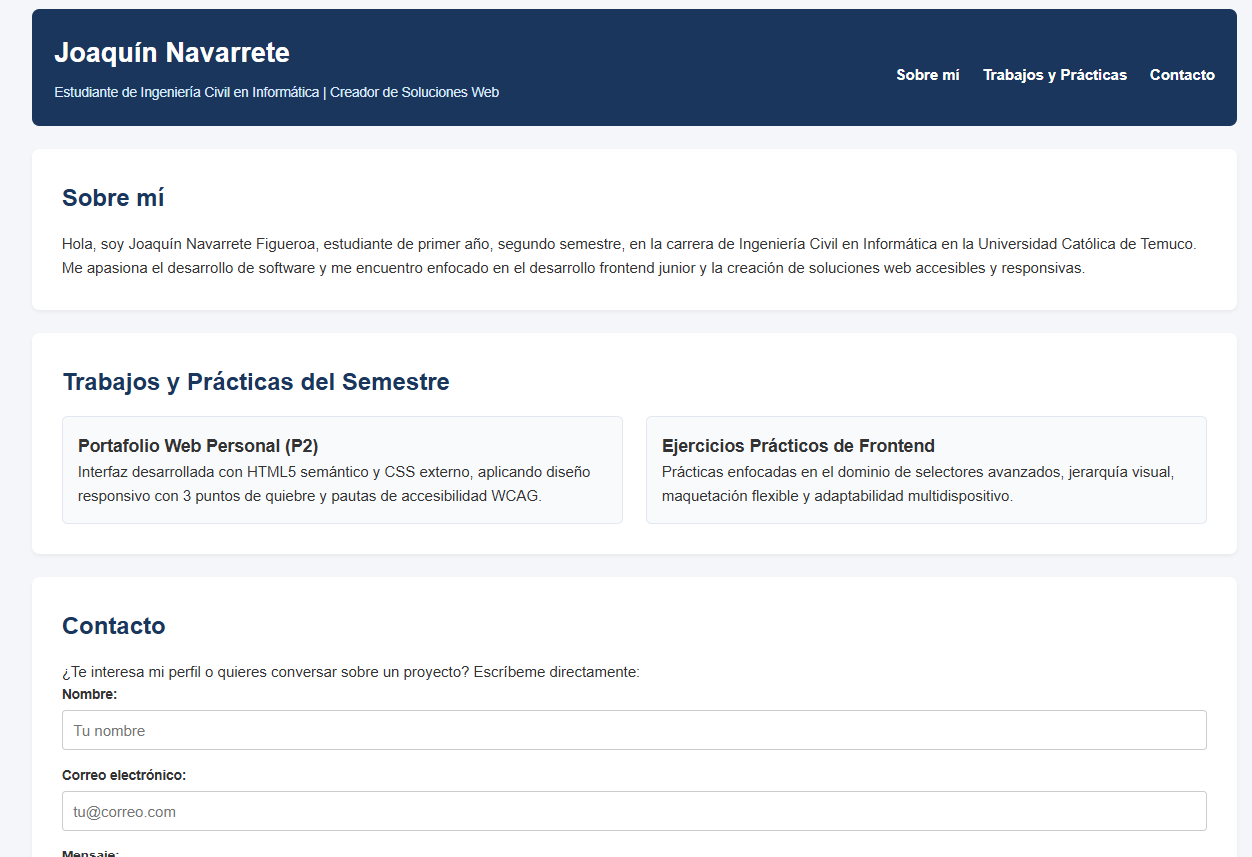 Joaquín Navarrete
Estudiante de Ingeniería Civil en Informática | Creador de Soluciones Web
Sobre mí
Trabajos y Prácticas
Contacto
Sobre mí
Hola, soy Joaquín Navarrete Figueroa, estudiante de primer año, segundo semestre, en la carrera de Ingeniería Civil en Informática en la Universidad Católica de Temuco.
Me apasiona el desarrollo de software y me encuentro enfocado en el desarrollo frontend junior y la creación de soluciones web accesibles y responsivas.
Trabajos y Prácticas del Semestre
Portafolio Web Personal (P2)
Interfaz desarrollada con HTML5 semántico y CSS externo, aplicando diseño
responsivo con 3 puntos de quiebre y pautas de accesibilidad WCAG.
Ejercicios Prácticos de Frontend
Prácticas enfocadas en el dominio de selectores avanzados, jerarquía visual,
maquetación flexible y adaptabilidad multidispositivo.
Contacto
¿Te interesa mi perfil o quieres conversar sobre un proyecto? Escríbeme directamente:
Nombre:
Tu nombre
Correo electrónico:
tu@correo.com
Mensaje: